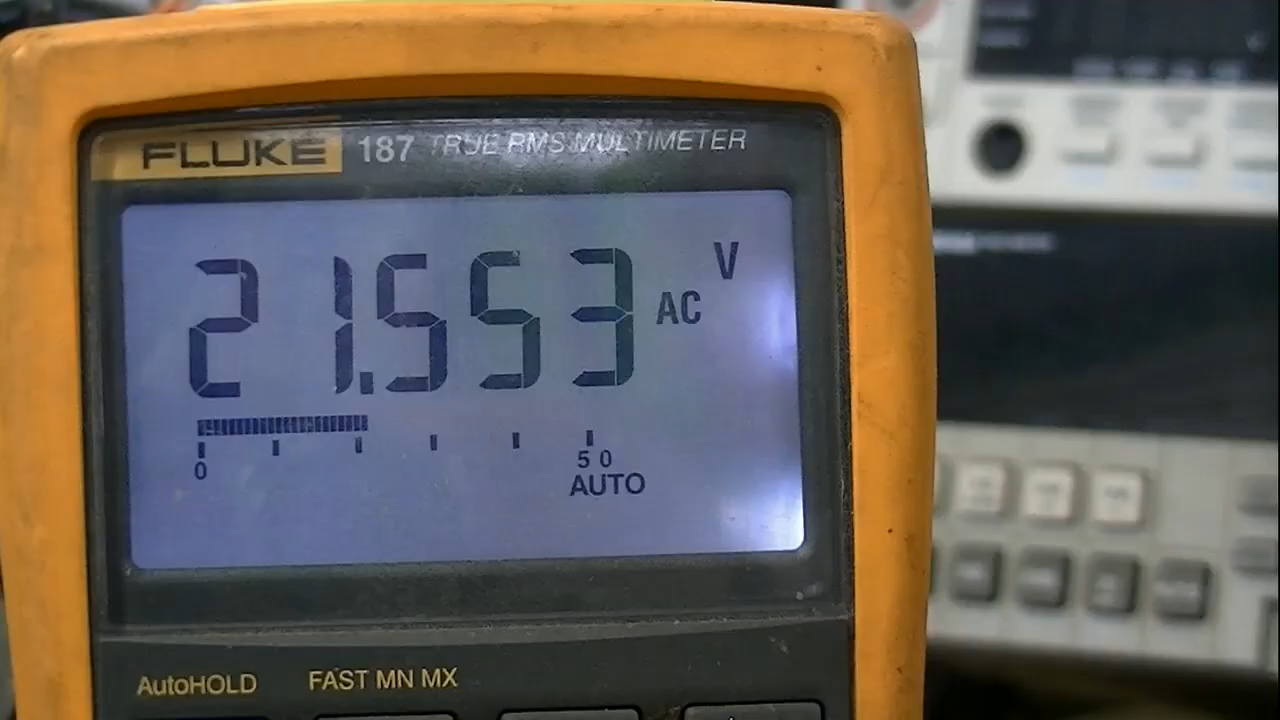 FLUKE 187 TRUE RMS MULTIMETER
21.553 AC V
0 50
AUTO
AutoHOLD FAST MN MX